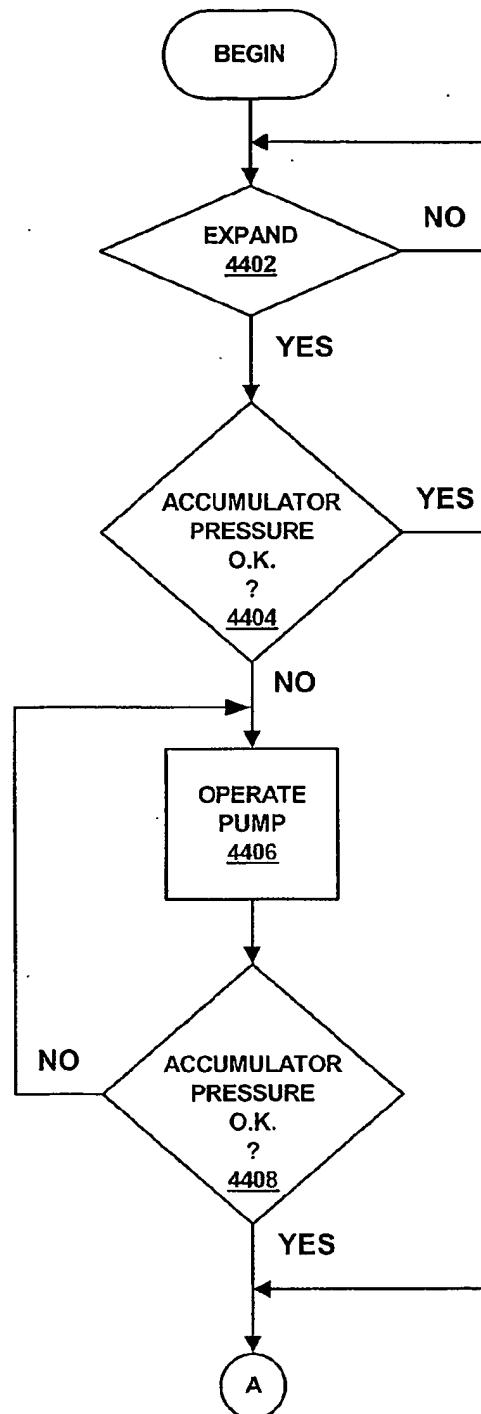 BEGIN
EXPAND
4402
NO
YES
ACCUMULATOR
PRESSURE
O.K.
?
4404
YES
NO
OPERATE
PUMP
4406
NO
ACCUMULATOR
PRESSURE
O.K.
?
4408
YES
A